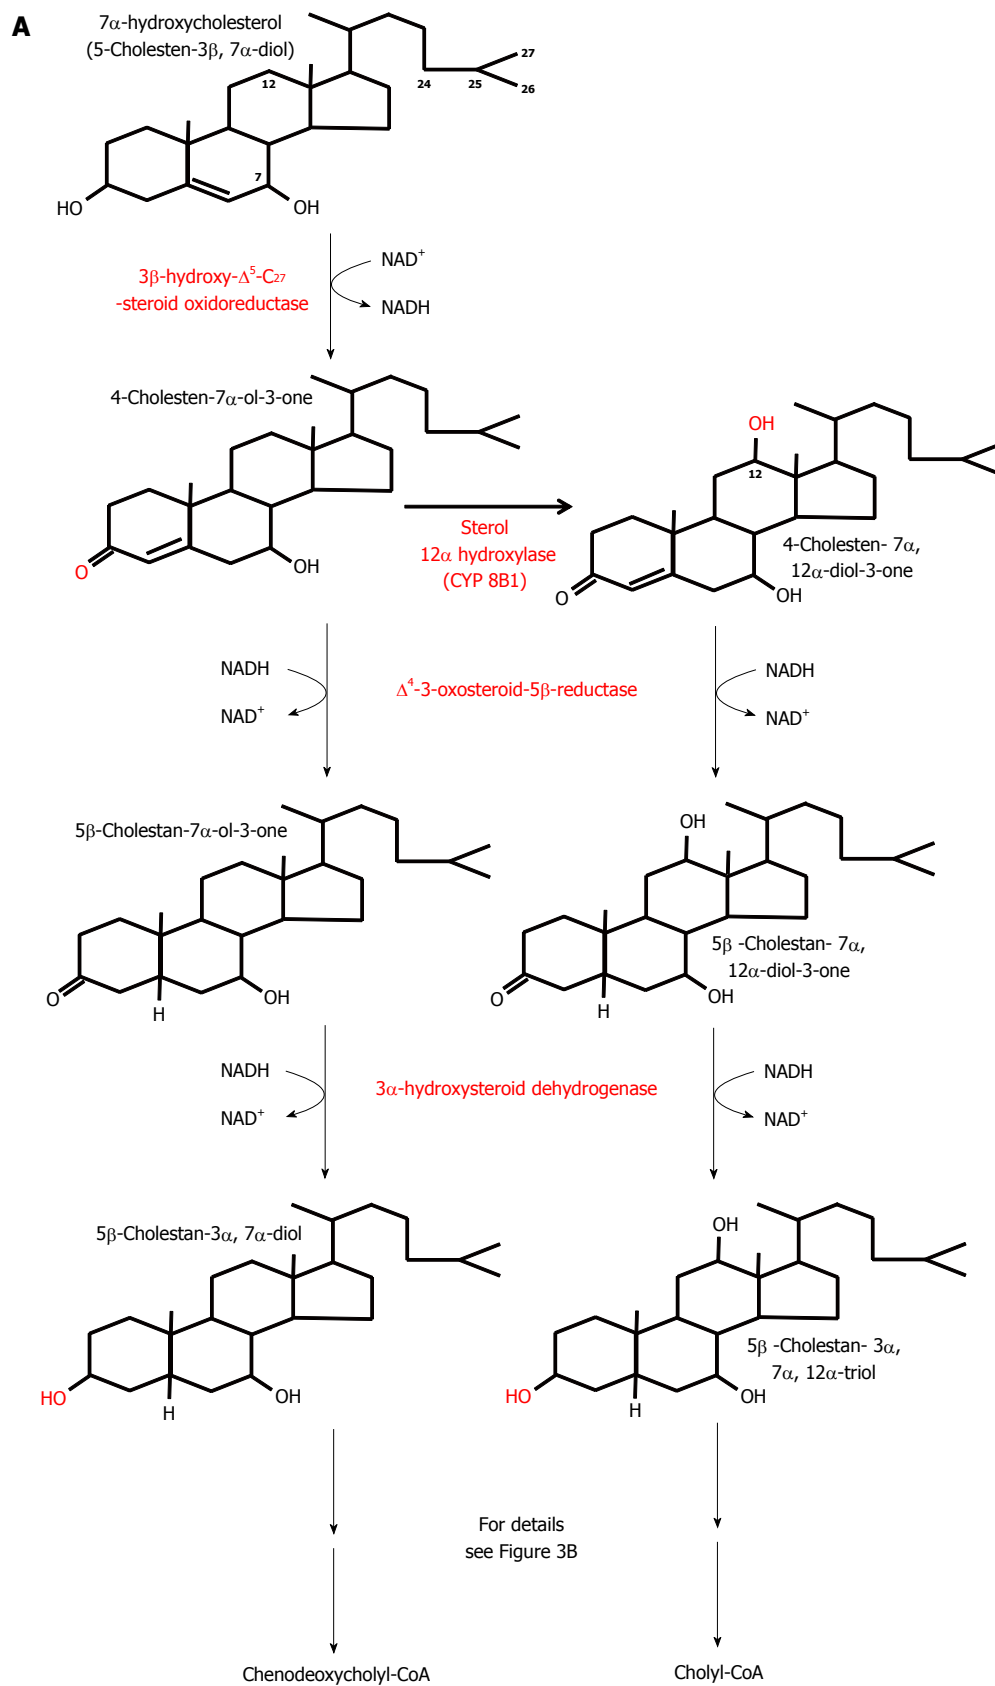 A
7α-hydroxycholesterol
(5-Cholesten-3β, 7α-diol)
27
12
24
25
26
7
HO
OH
NAD⁺
3β-hydroxy-Δ⁵-C₂₇
-steroid oxidoreductase
NADH
4-Cholesten-7α-ol-3-one
OH
12
Sterol
12α hydroxylase
(CYP 8B1)
4-Cholesten- 7α,
12α-diol-3-one
O
OH
O
OH
NADH
NADH
Δ⁴-3-oxosteroid-5β-reductase
NAD⁺
NAD⁺
5β-Cholestan-7α-ol-3-one
OH
5β -Cholestan- 7α,
12α-diol-3-one
O
H
OH
O
H
OH
NADH
NADH
3α-hydroxysteroid dehydrogenase
NAD⁺
NAD⁺
5β-Cholestan-3α, 7α-diol
OH
5β -Cholestan- 3α,
7α, 12α-triol
HO
H
OH
HO
H
OH
For details
see Figure 3B
Chenodeoxycholyl-CoA
Cholyl-CoA